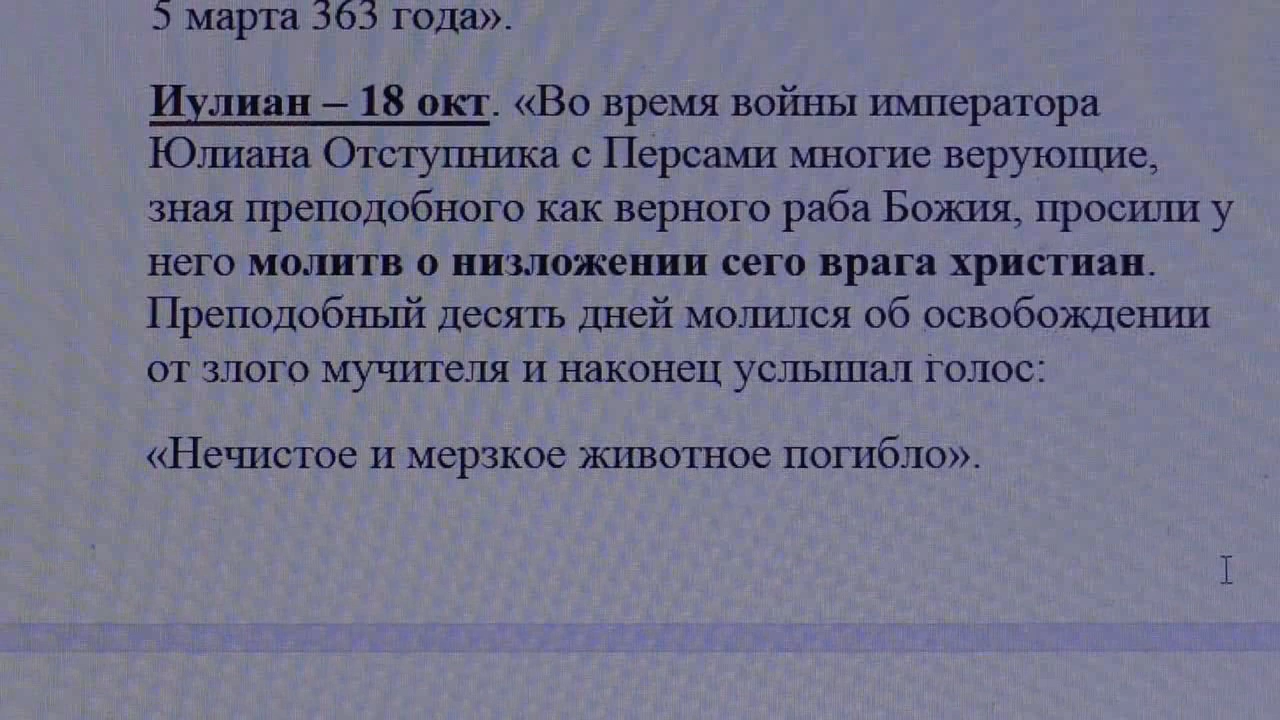 5 марта 363 года».
Иулиан – 18 окт. «Во время войны императора
Юлиана Отступника с Персами многие верующие,
зная преподобного как верного раба Божия, просили у
него молитв о низложении сего врага христиан.
Преподобный десять дней молился об освобождении
от злого мучителя и наконец услышал голос:
«Нечистое и мерзкое животное погибло».